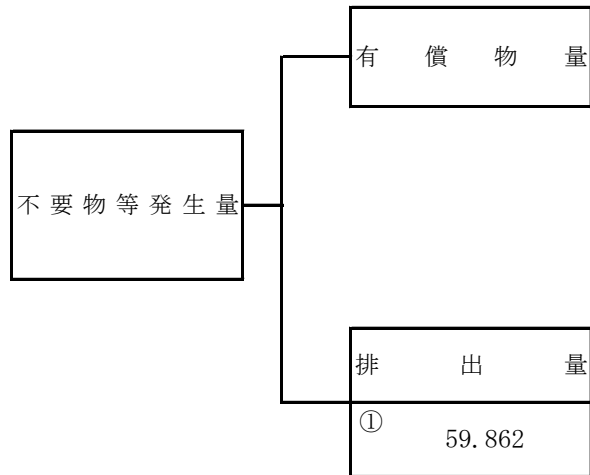 有償物量
不要物等発生量
排出量
①
59.862